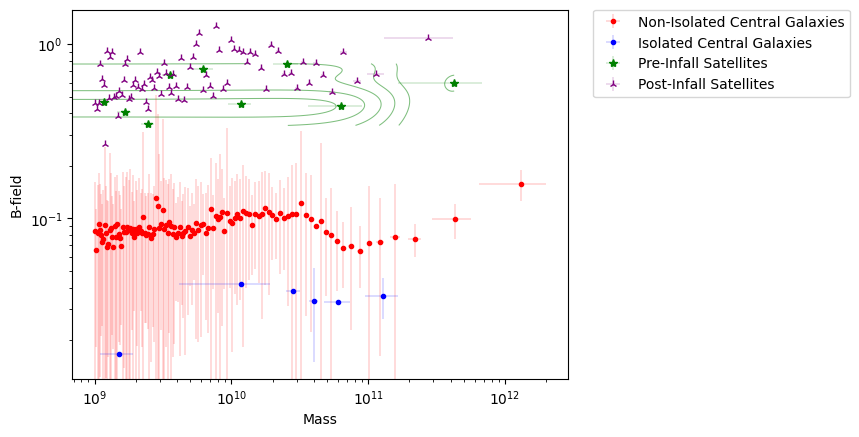 Non-Isolated Central Galaxies
Isolated Central Galaxies
Pre-Infall Satellites
Post-Infall Satellites
B-field
10⁰
10⁻¹
10⁹
10¹⁰
10¹¹
10¹²
Mass